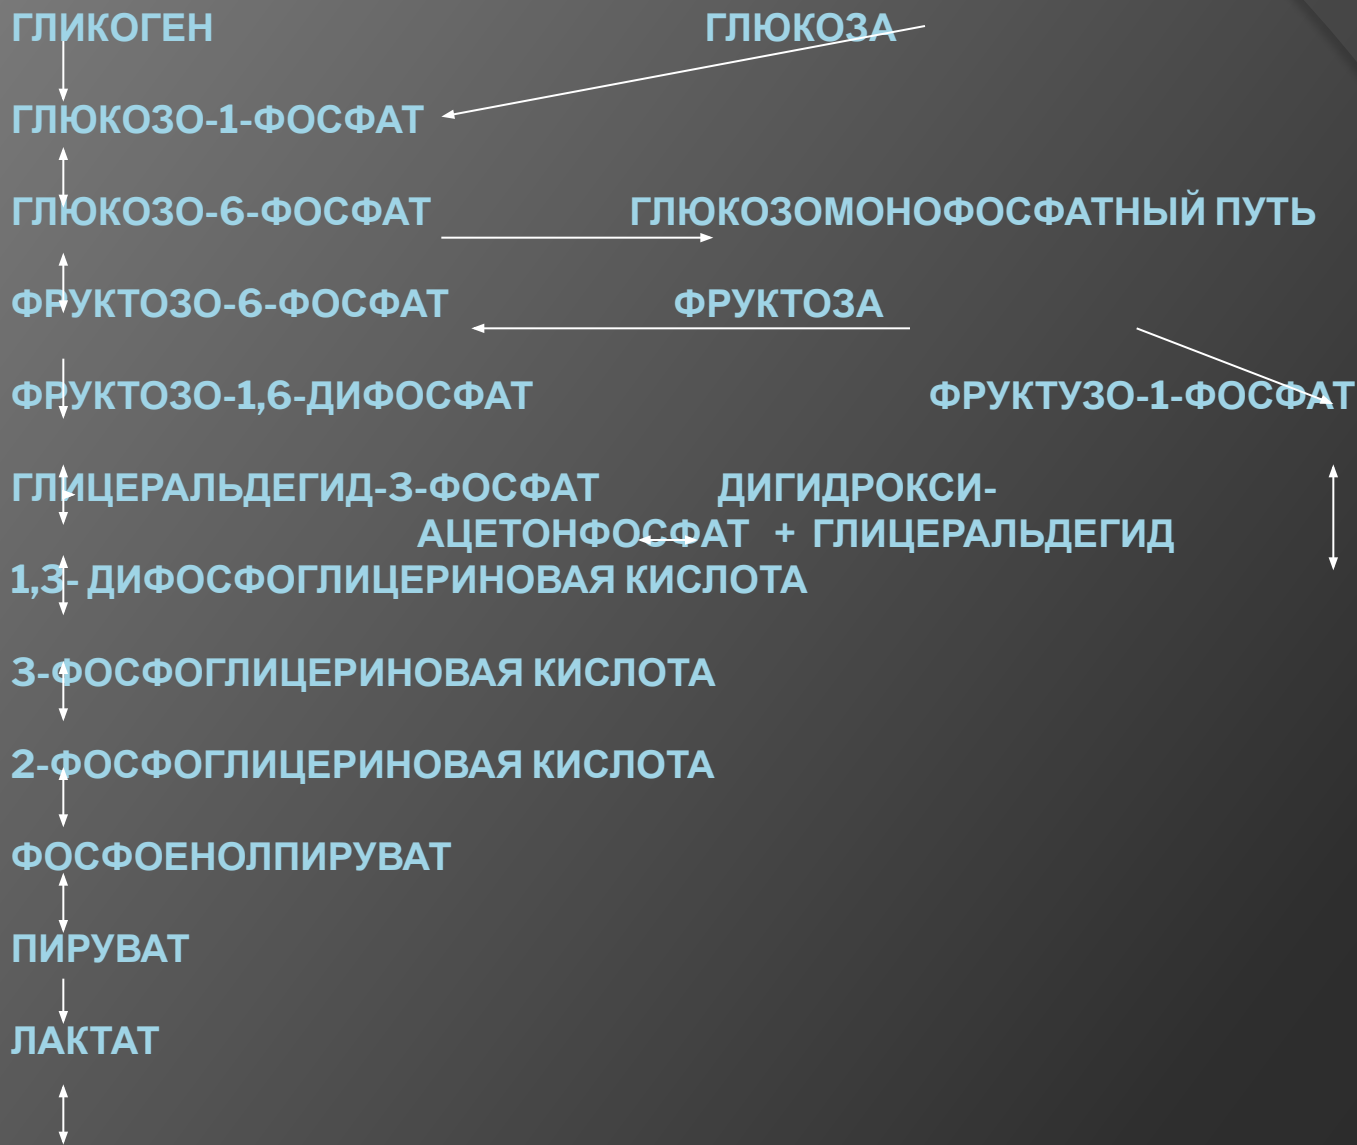 ГЛИКОГЕН ГЛЮКОЗА
ГЛЮКОЗО-1-ФОСФАТ
ГЛЮКОЗО-6-ФОСФАТ ГЛЮКОЗОМОНОФОСФАТНЫЙ ПУТЬ
ФРУКТОЗО-6-ФОСФАТ ФРУКТОЗА
ФРУКТОЗО-1,6-ДИФОСФАТ ФРУКТУЗО-1-ФОСФАТ
ГЛИЦЕРАЛЬДЕГИД-3-ФОСФАТ ДИГИДРОКСИ-
АЦЕТОНФОСФАТ + ГЛИЦЕРАЛЬДЕГИД
1,3- ДИФОСФОГЛИЦЕРИНОВАЯ КИСЛОТА
3-ФОСФОГЛИЦЕРИНОВАЯ КИСЛОТА
2-ФОСФОГЛИЦЕРИНОВАЯ КИСЛОТА
ФОСФОЕНОЛПИРУВАТ
ПИРУВАТ
ЛАКТАТ